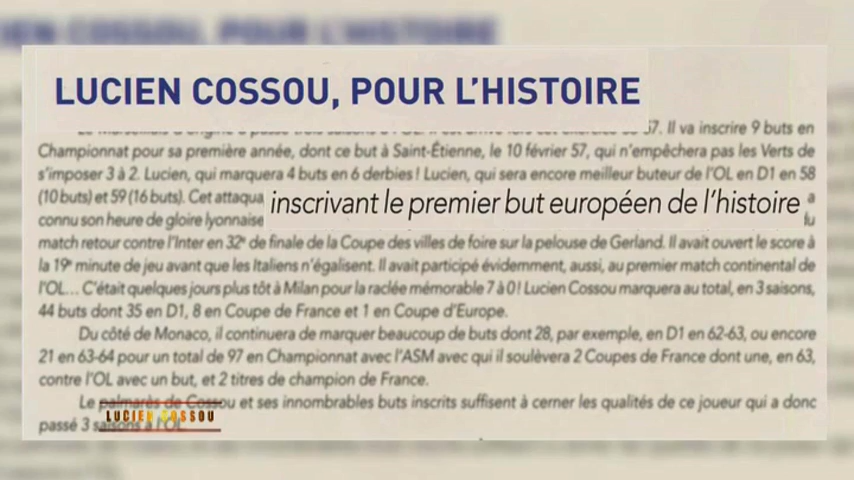 LUCIEN COSSOU, POUR L'HISTOIRE
57. Il va inscrire 9 buts en
Championnat pour sa première année, dont ce but à Saint-Étienne, le 10 février 57, qui n'empêchera pas les Verts de
s'imposer 3 à 2. Lucien, qui marquera 4 buts en 6 derbies ! Lucien, qui sera encore meilleur buteur de l'OL en D1 en 58
(10 buts) et 59 (16 buts). Cet attaqua
inscrivant le premier but européen de l'histoire
connu son heure de gloire lyonnaise
match retour contre l'Inter en 32e de finale de la Coupe des villes de foire sur la pelouse de Gerland. Il avait ouvert le score à
la 19e minute de jeu avant que les Italiens n'égalisent. Il avait participé évidemment, aussi, au premier match continental de
l'OL... C'était quelques jours plus tôt à Milan pour la raclée mémorable 7 à 0 ! Lucien Cossou marquera au total, en 3 saisons,
44 buts dont 35 en D1, 8 en Coupe de France et 1 en Coupe d'Europe.
Du côté de Monaco, il continuera de marquer beaucoup de buts dont 28, par exemple, en D1 en 62-63, ou encore
21 en 63-64 pour un total de 97 en Championnat avec l'ASM avec qui il soulèvera 2 Coupes de France dont une, en 63,
contre l'OL avec un but, et 2 titres de champion de France.
Le palmarès de Cossou et ses innombrables buts inscrits suffisent à cerner les qualités de ce joueur qui a donc
LUCIEN COSSOU
passé 3 saisons à l'OL.